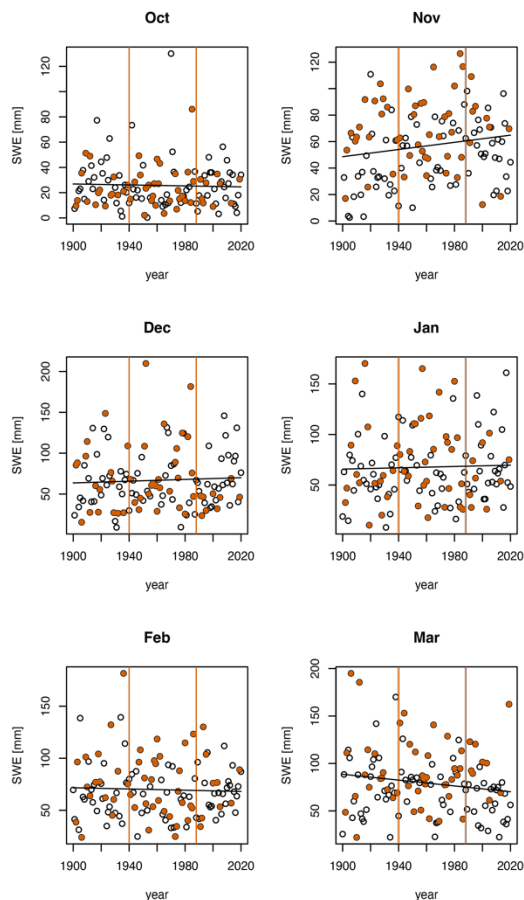 Oct
Nov
SWE [mm]
0 20 40 60 80 120
1900 1940 1980 2020
year
SWE [mm]
0 20 40 60 80 100 120
1900 1940 1980 2020
year
Dec
Jan
SWE [mm]
50 100 150 200
1900 1940 1980 2020
year
SWE [mm]
50 100 150
1900 1940 1980 2020
year
Feb
Mar
SWE [mm]
50 100 150
1900 1940 1980 2020
year
SWE [mm]
50 100 150 200
1900 1940 1980 2020
year